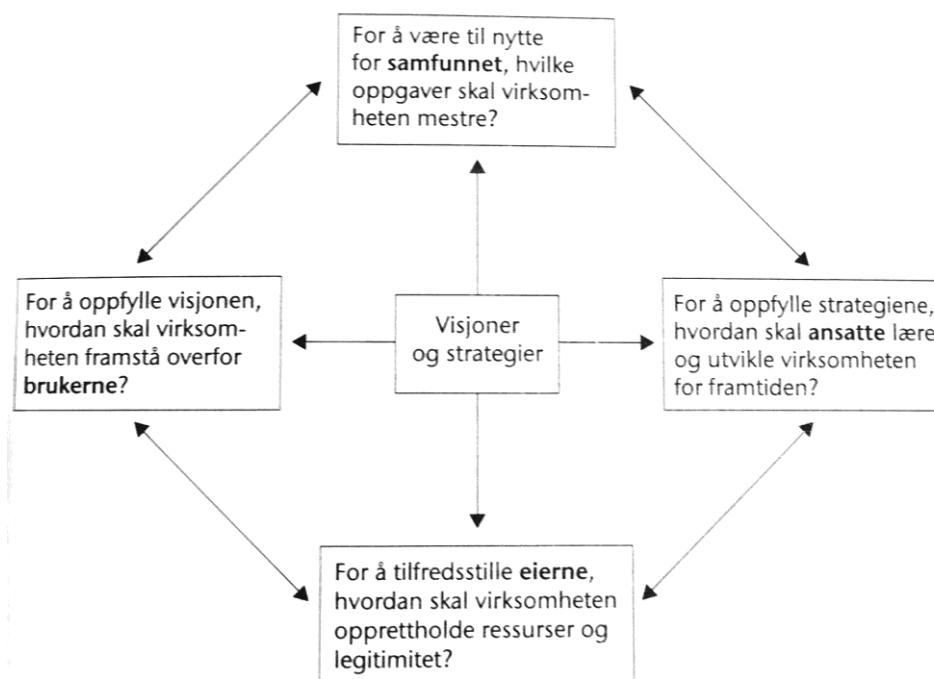 For å være til nytte
for samfunnet, hvilke
oppgaver skal virksom-
heten mestre?
For å oppfylle visjonen,
hvordan skal virksom-
heten framstå overfor
brukerne?
Visjoner
og strategier
For å oppfylle strategiene,
hvordan skal ansatte lære
og utvikle virksomheten
for framtiden?
For å tilfredsstille eierne,
hvordan skal virksomheten
opprettholde ressurser og
legitimitet?